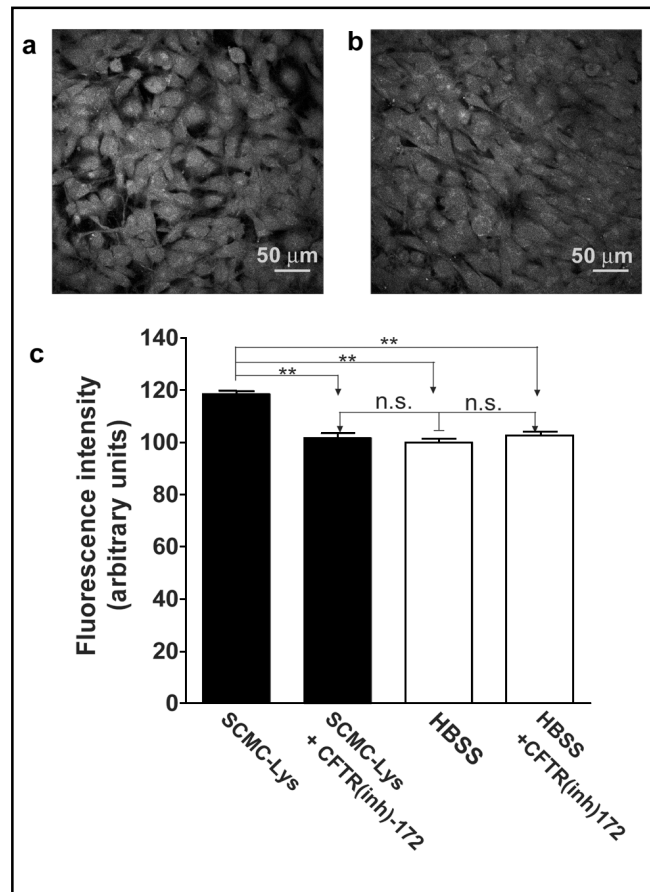 a
b
50 μm
50 μm
c
Fluorescence intensity
(arbitrary units)
140
120
100
80
60
40
20
0
**
**
**
n.s.
n.s.
SCMC-Lys
SCMC-Lys
+ CFTR(inh)-172
HBSS
HBSS
+CFTR(inh)172